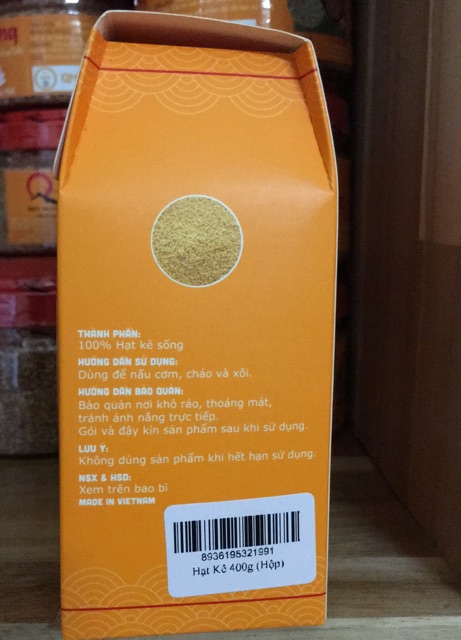 THÀNH PHẦN:
100% Hạt kê sống
HƯỚNG DẪN SỬ DỤNG:
Dùng để nấu cơm, cháo và xôi.
HƯỚNG DẪN BẢO QUẢN:
Bảo quản nơi khô ráo, thoáng mát,
tránh ánh nắng trực tiếp.
Gói và đậy kín sản phẩm sau khi sử dụng.
LƯU Ý:
Không dùng sản phẩm khi hết hạn sử dụng.
NSX & HSD:
Xem trên bao bì
MADE IN VIETNAM
8936195321991
Hạt Kê 400g (Hộp)